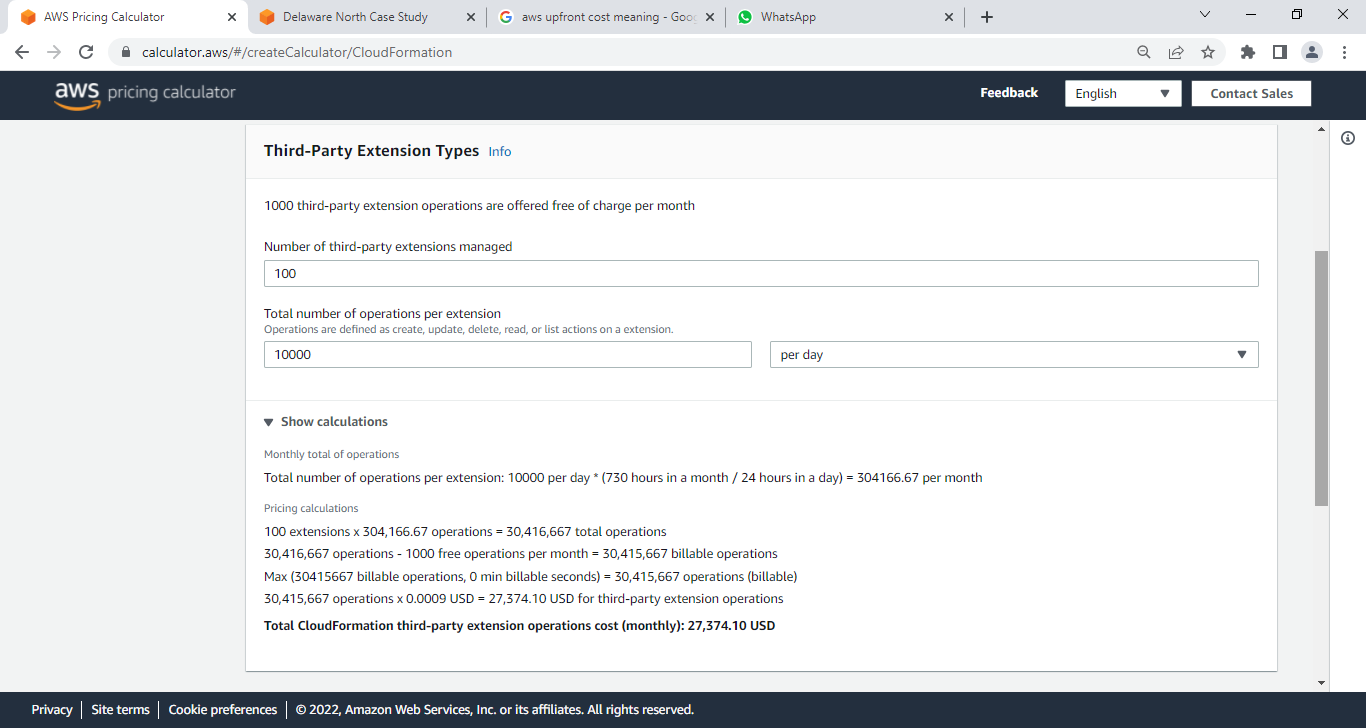 AWS Pricing Calculator
Delaware North Case Study
aws upfront cost meaning - Goo
WhatsApp
calculator.aws/#/createCalculator/CloudFormation
aws pricing calculator
Feedback
English
Contact Sales
Third-Party Extension Types Info
1000 third-party extension operations are offered free of charge per month
Number of third-party extensions managed
100
Total number of operations per extension
Operations are defined as create, update, delete, read, or list actions on a extension.
10000
per day
Show calculations
Monthly total of operations
Total number of operations per extension: 10000 per day * (730 hours in a month / 24 hours in a day) = 304166.67 per month
Pricing calculations
100 extensions x 304,166.67 operations = 30,416,667 total operations
30,416,667 operations - 1000 free operations per month = 30,415,667 billable operations
Max (30415667 billable operations, 0 min billable seconds) = 30,415,667 operations (billable)
30,415,667 operations x 0.0009 USD = 27,374.10 USD for third-party extension operations
Total CloudFormation third-party extension operations cost (monthly): 27,374.10 USD
Privacy | Site terms | Cookie preferences | © 2022, Amazon Web Services, Inc. or its affiliates. All rights reserved.